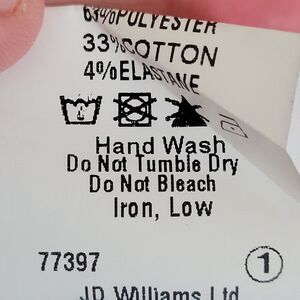 63%POLYESTER
33%COTTON
4%ELASTANE
Hand Wash
Do Not Tumble Dry
Do Not Bleach
Iron, Low
77397 1
JD Williams Ltd